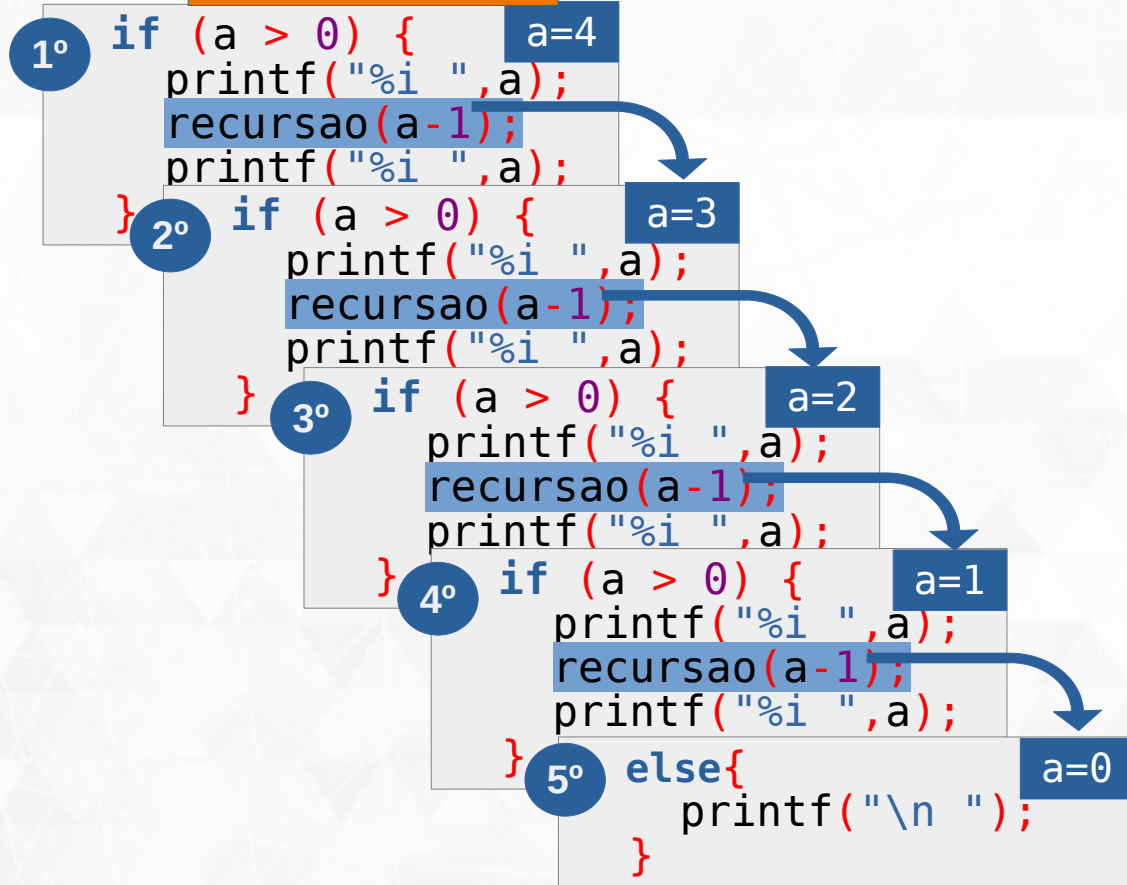 1º if (a > 0) { a=4
printf("%i ",a);
recursao(a-1);
printf("%i ",a);
}
2º if (a > 0) { a=3
printf("%i ",a);
recursao(a-1);
printf("%i ",a);
}
3º if (a > 0) { a=2
printf("%i ",a);
recursao(a-1);
printf("%i ",a);
}
4º if (a > 0) { a=1
printf("%i ",a);
recursao(a-1);
printf("%i ",a);
}
5º else{ a=0
printf("\n ");
}